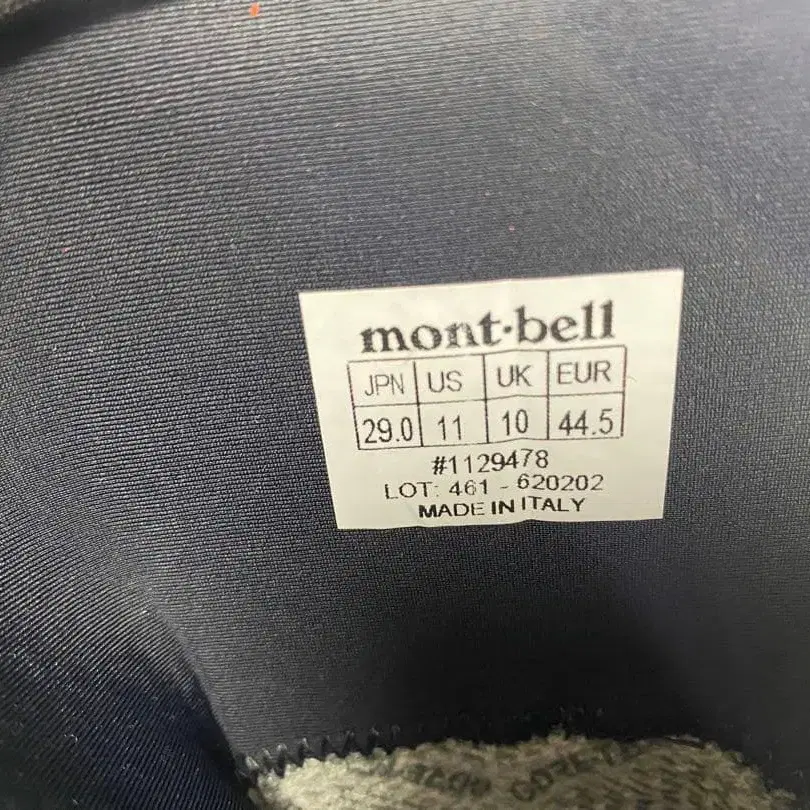 mont·bell
JPN US UK EUR
29.0 11 10 44.5
#1129478
LOT: 461 - 620202
MADE IN ITALY